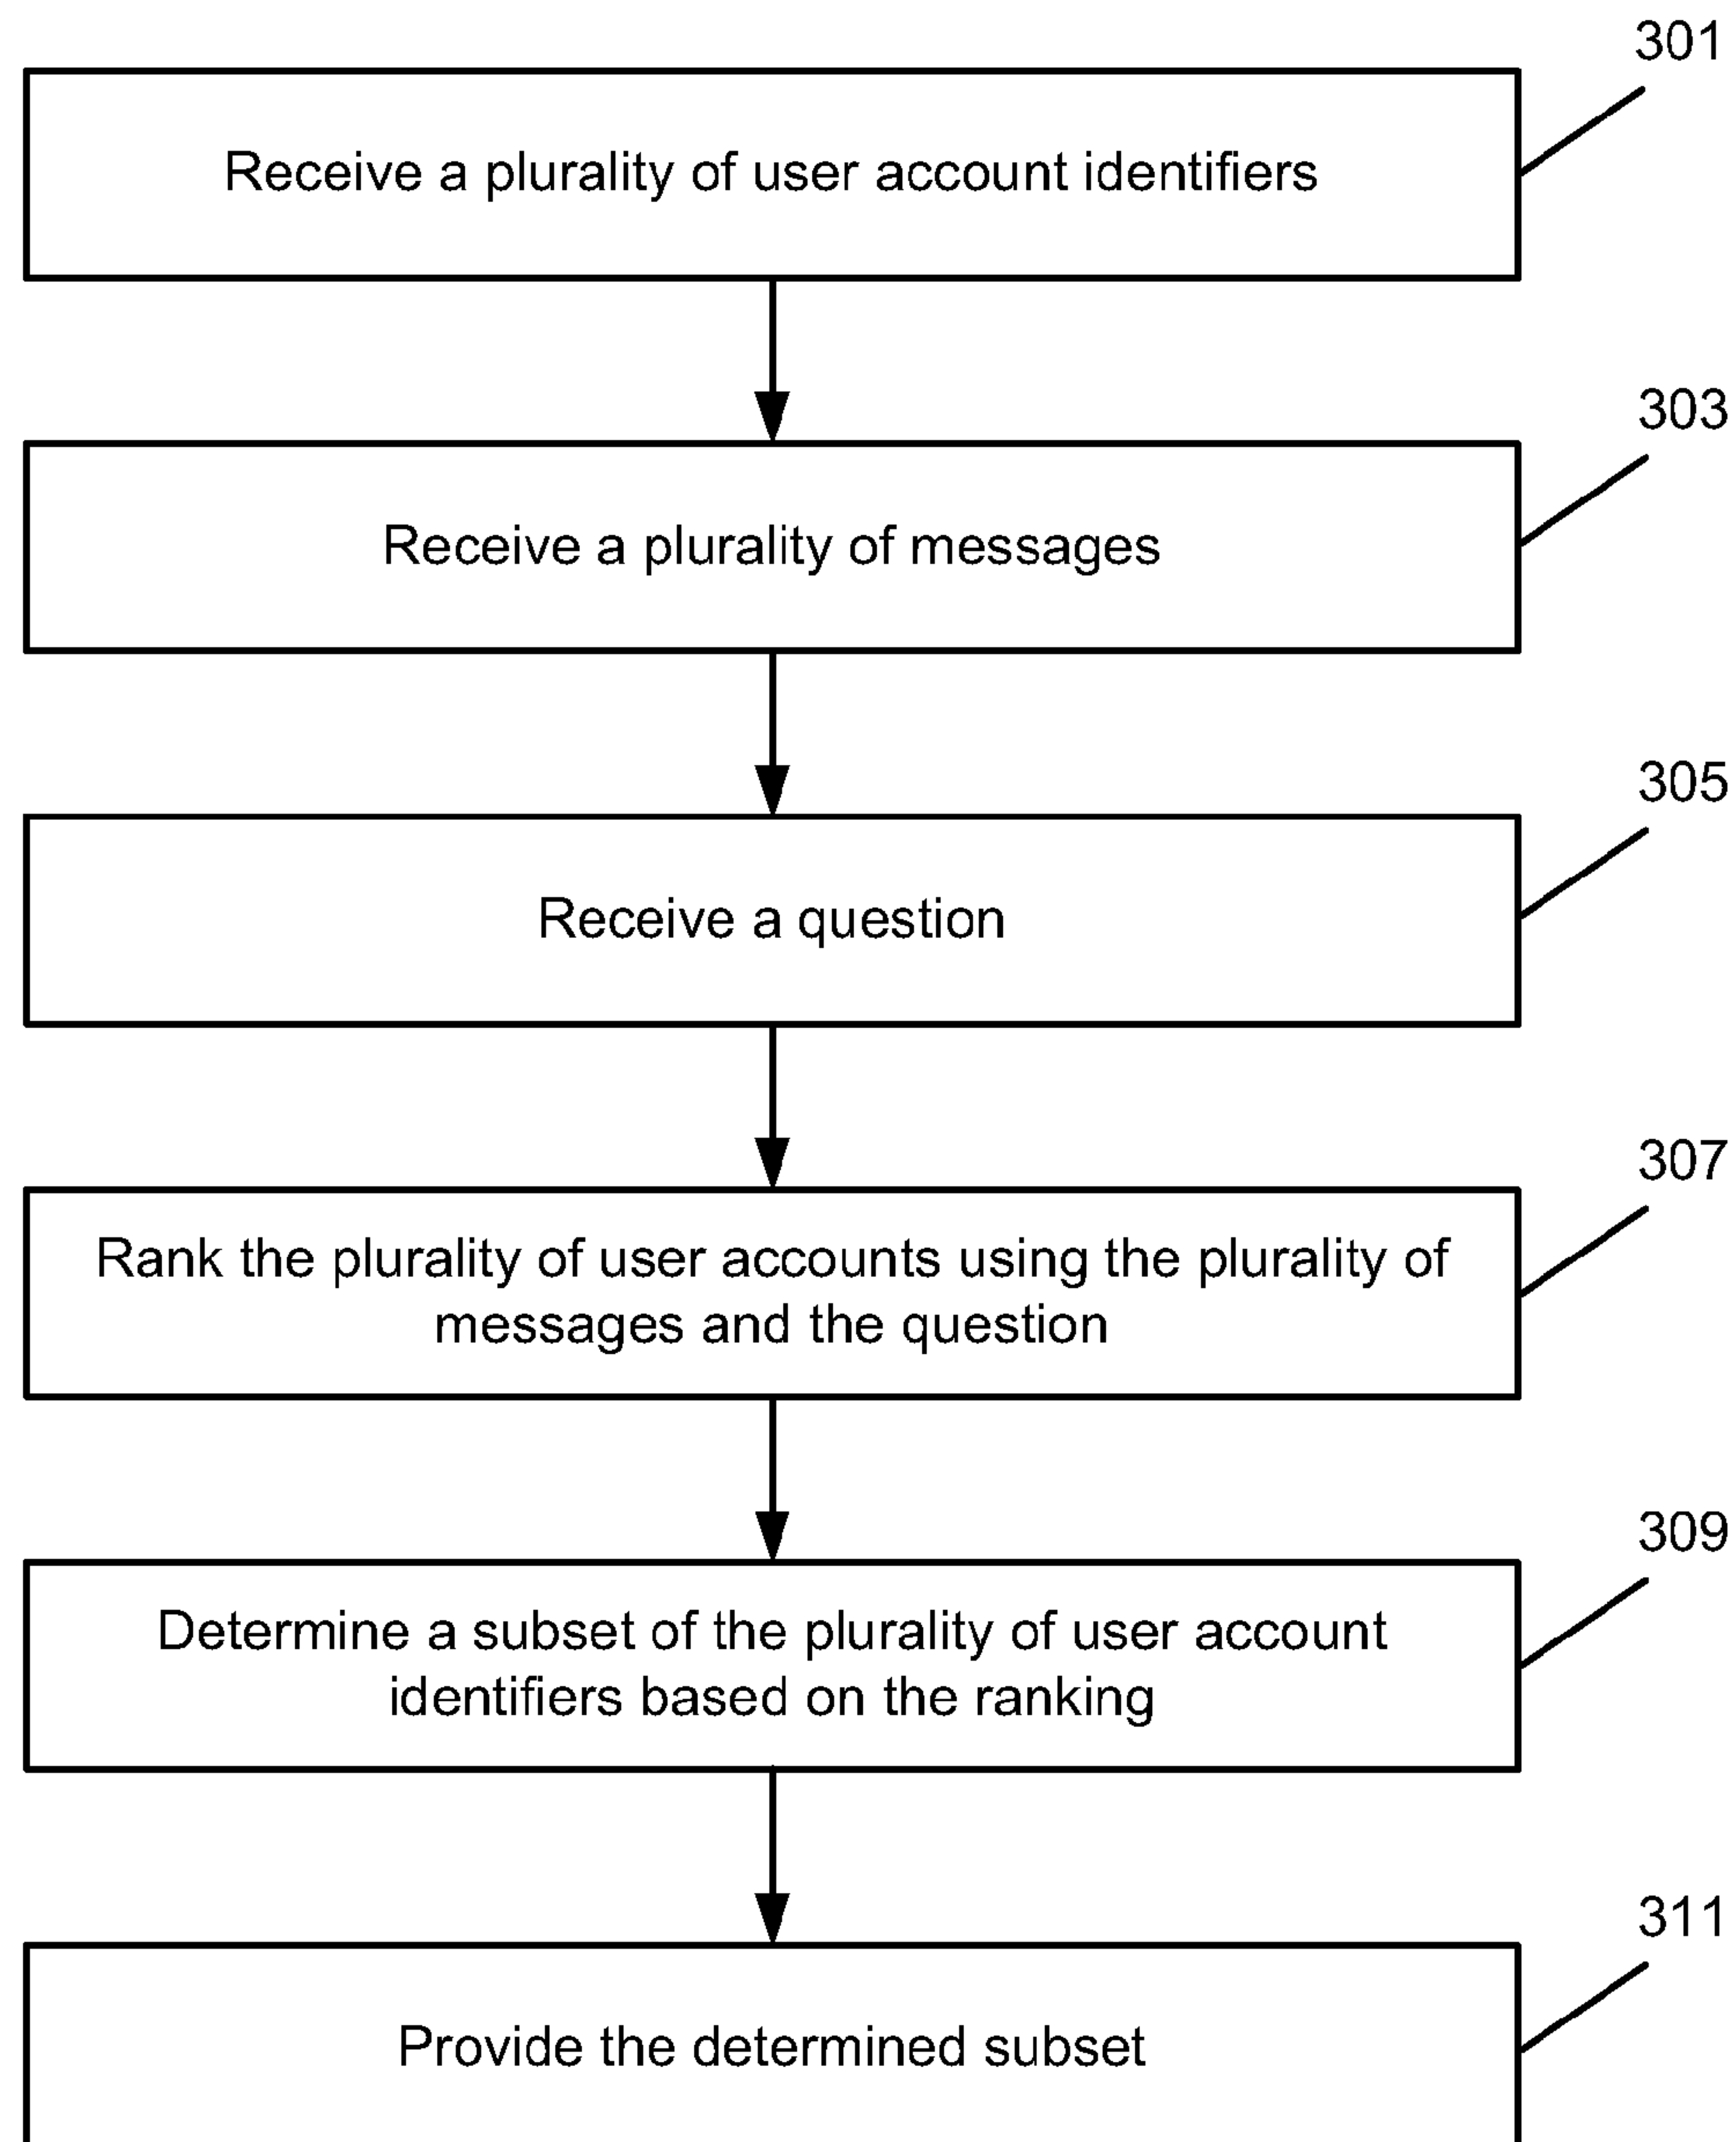 301
Receive a plurality of user account identifiers
303
Receive a plurality of messages
305
Receive a question
307
Rank the plurality of user accounts using the plurality of
messages and the question
309
Determine a subset of the plurality of user account
identifiers based on the ranking
311
Provide the determined subset